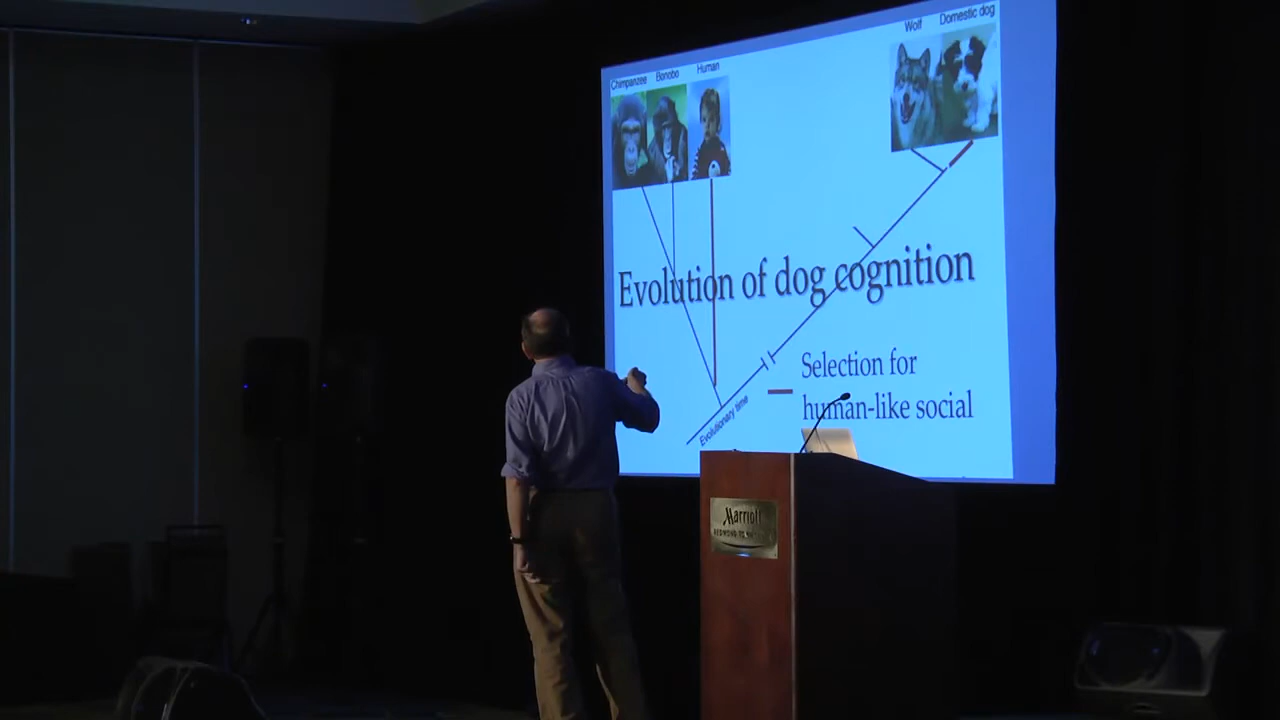 Chimpanzee Bonobo Human
Wolf Domestic dog
Evolution of dog cognition
Selection for
human-like social
Evolutionary time
Marriott